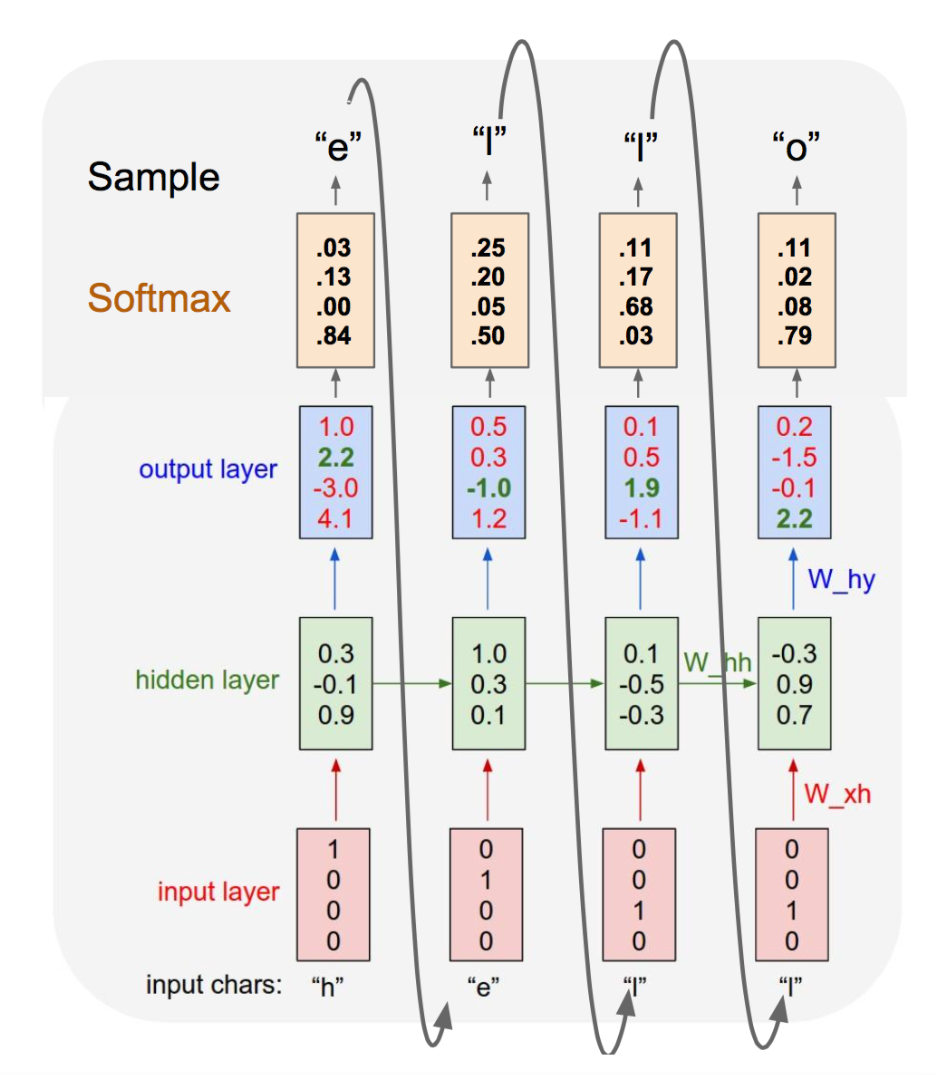 “e” “l” “l” “o”
Sample
Softmax
.03 .25 .11 .11
.13 .20 .17 .02
.00 .05 .68 .08
.84 .50 .03 .79
output layer
1.0 0.5 0.1 0.2
2.2 0.3 0.5 -1.5
-3.0 -1.0 1.9 -0.1
4.1 1.2 -1.1 2.2
W_hy
hidden layer
0.3 1.0 0.1 -0.3
-0.1 0.3 -0.5 0.9
0.9 0.1 -0.3 0.7
W_hh
W_xh
input layer
1 0 0 0
0 1 0 0
0 0 1 1
0 0 0 0
input chars: “h” “e” “l” “l”